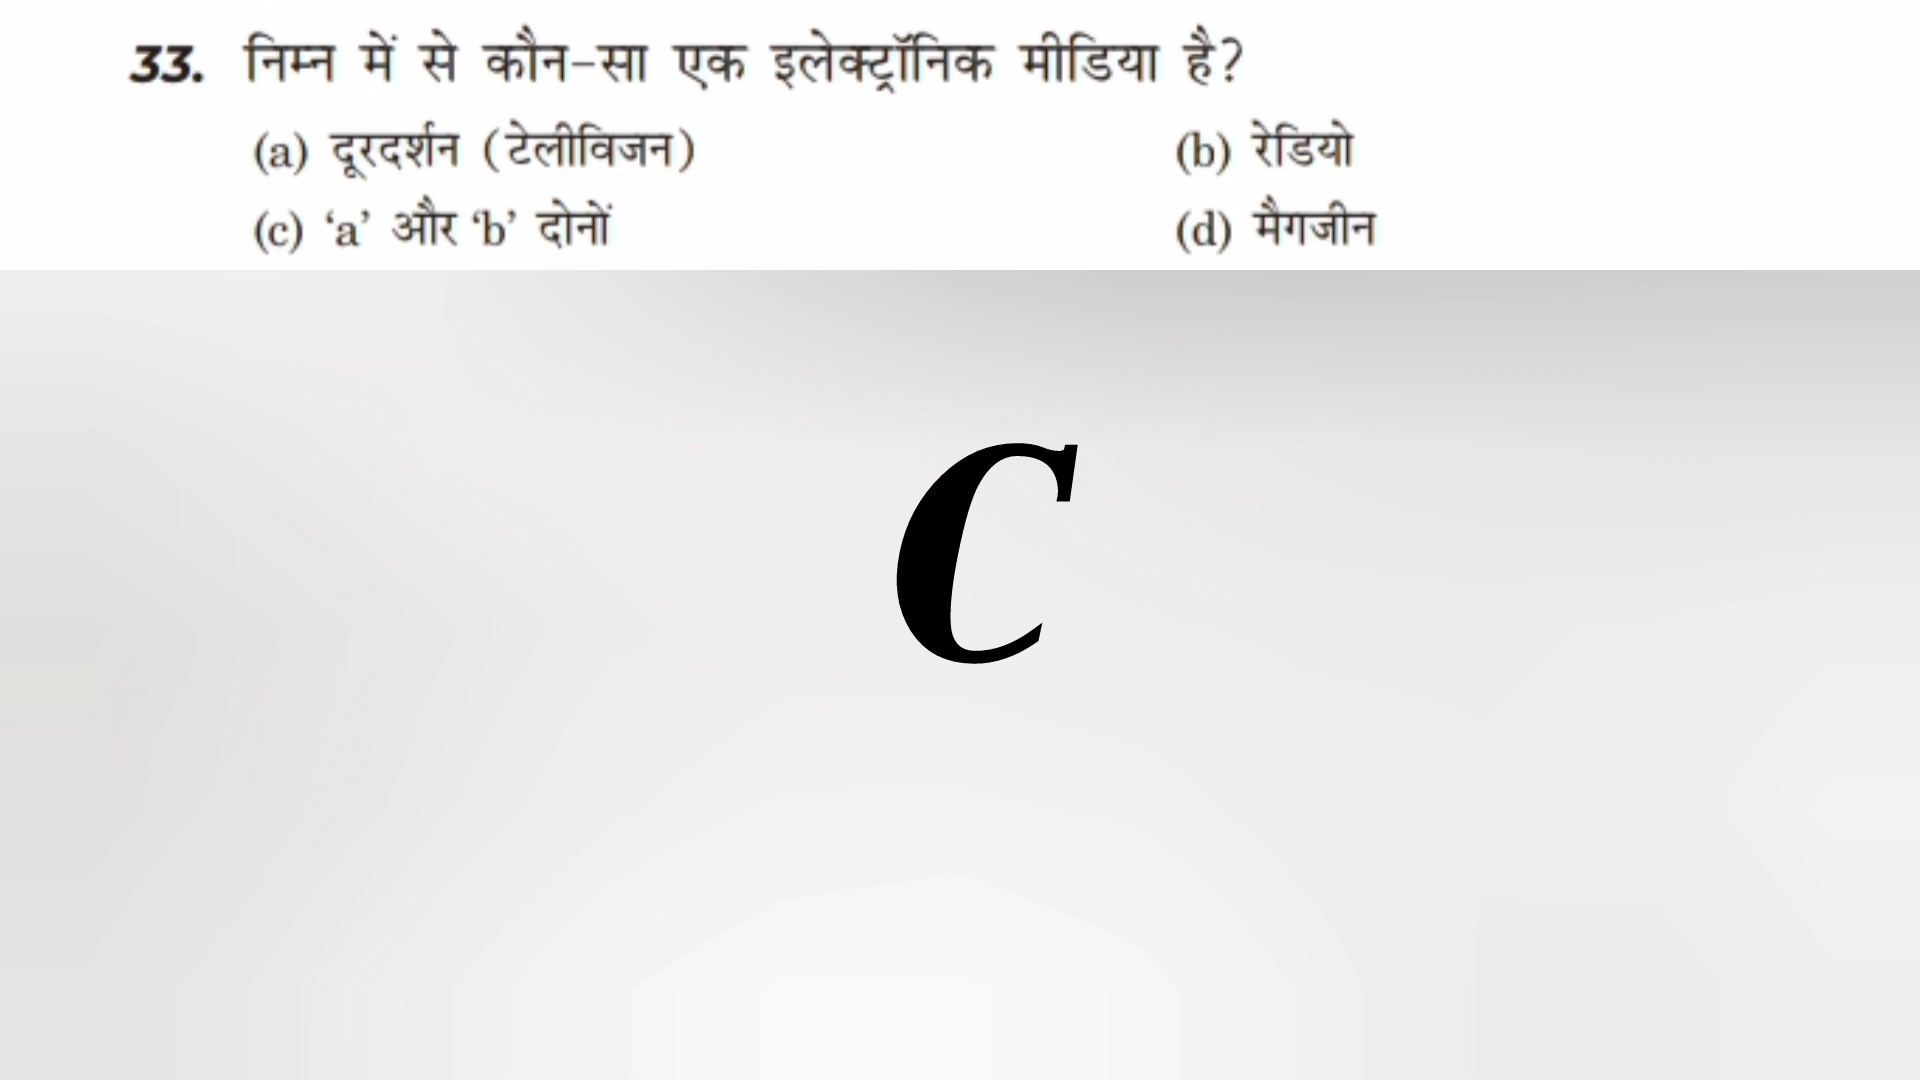 33. निम्न में से कौन-सा एक इलेक्ट्रॉनिक मीडिया है?
(a) दूरदर्शन (टेलीविजन) (b) रेडियो
(c) ‘a’ और ‘b’ दोनों (d) मैगजीन
C